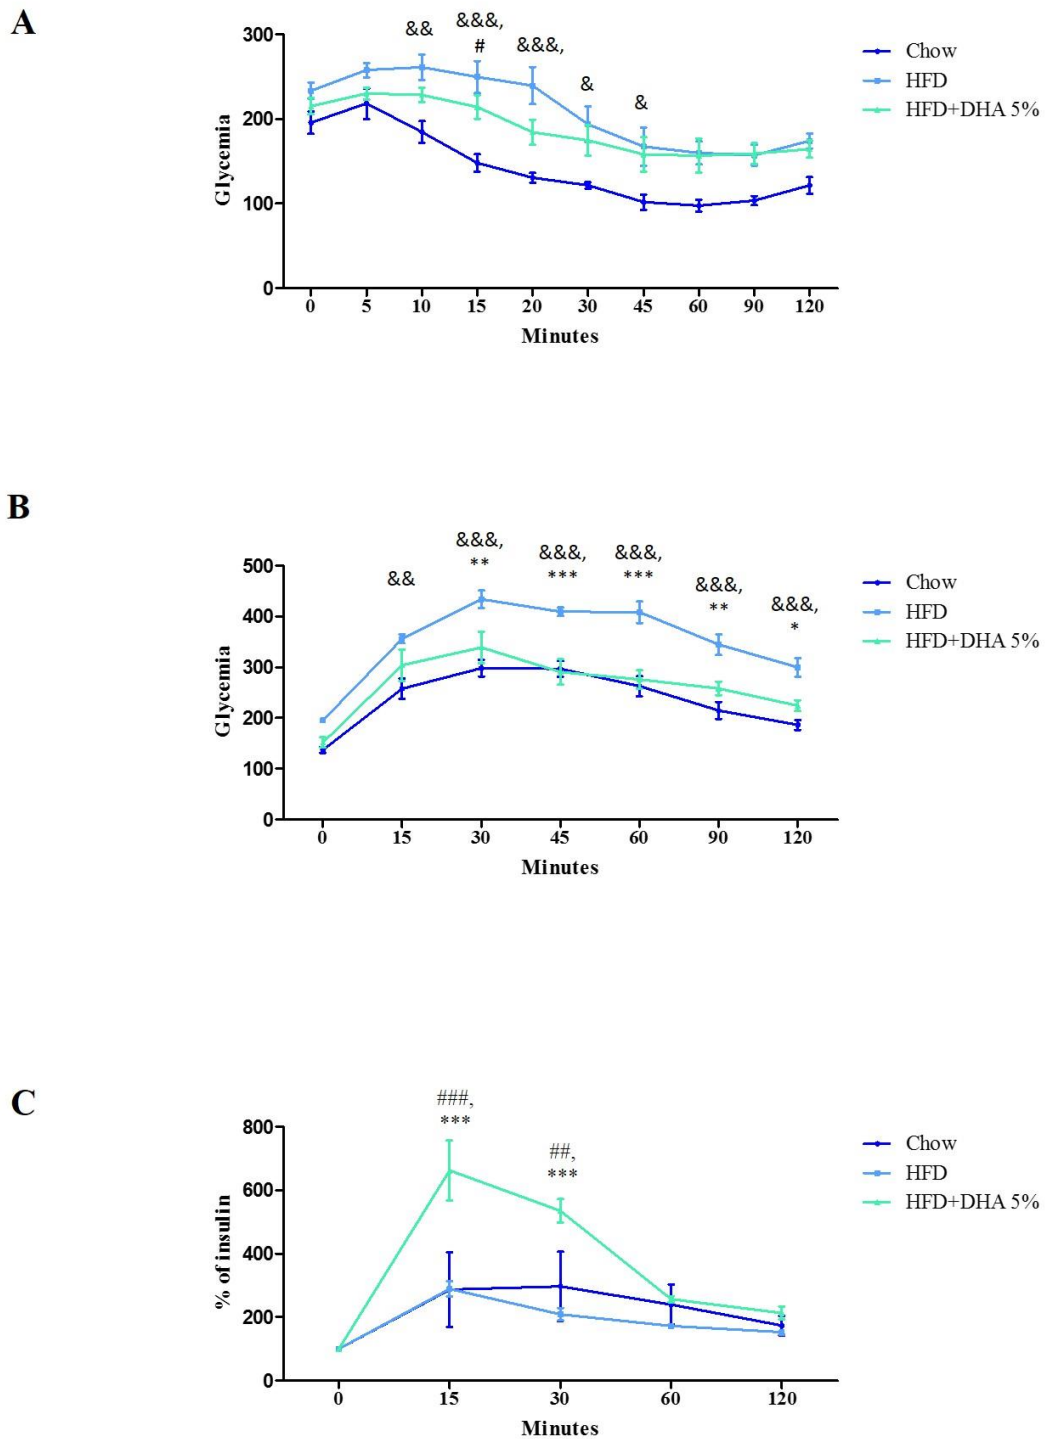 A
&&
&&&,
#
&&&,
&
&
300
200
100
0
Glycemia
0 5 10 15 20 30 45 60 90 120
Minutes
Chow
HFD
HFD+DHA 5%
B
&&
&&&,
**
&&&,
***
&&&,
***
&&&,
**
&&&,
*
500
400
300
200
100
0
Glycemia
0 15 30 45 60 90 120
Minutes
Chow
HFD
HFD+DHA 5%
C
###,
***
##,
***
800
600
400
200
0
% of insulin
0 15 30 60 120
Minutes
Chow
HFD
HFD+DHA 5%